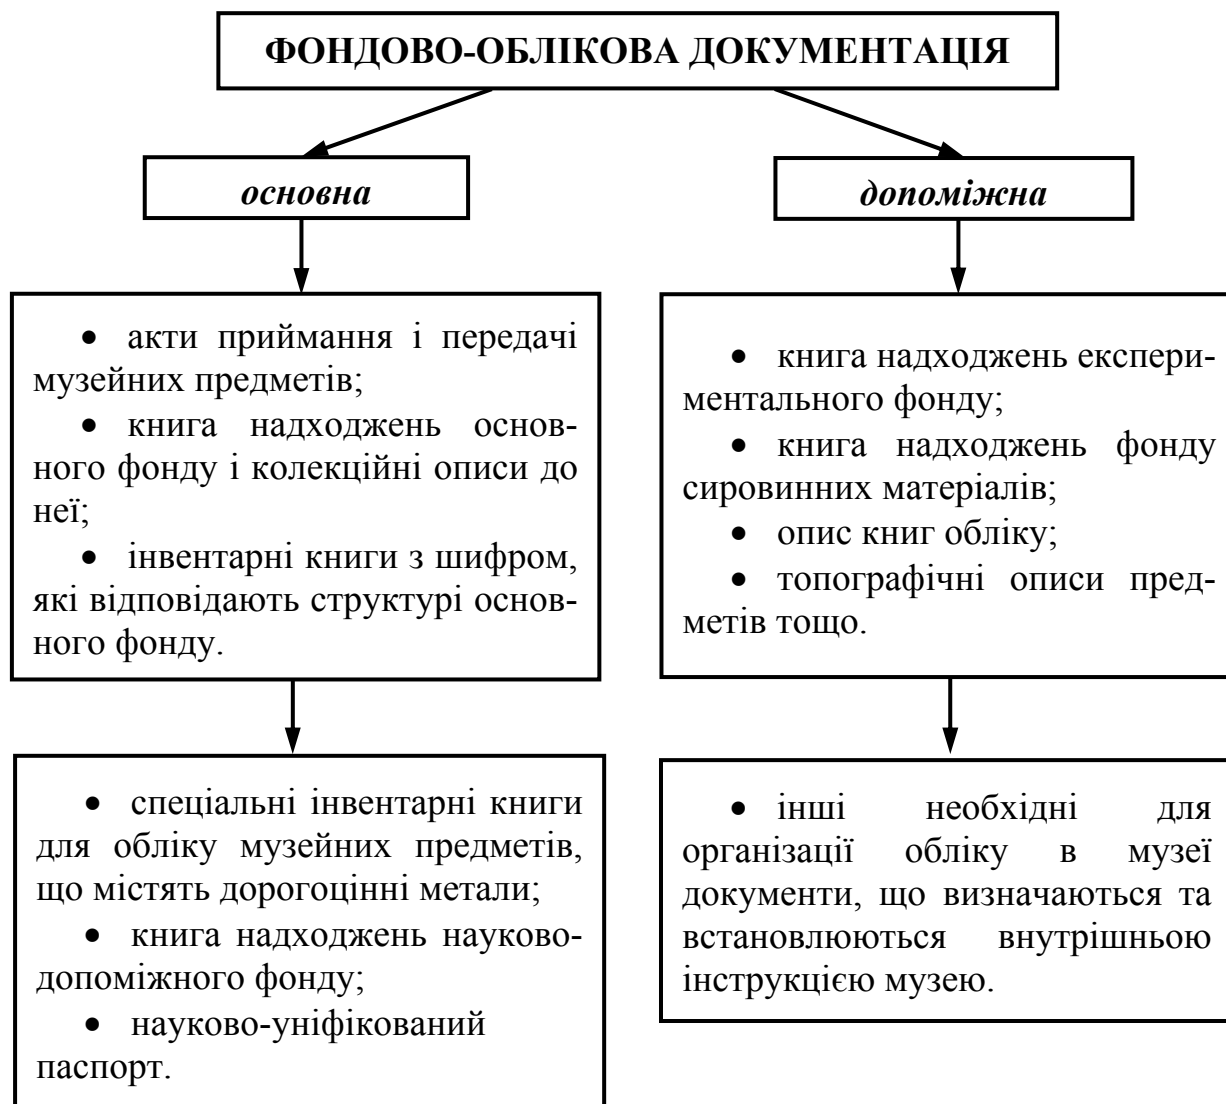 ФОНДОВО-ОБЛІКОВА ДОКУМЕНТАЦІЯ
основна
• акти приймання і передачі
музейних предметів;
• книга надходжень основ-
ного фонду і колекційні описи до
неї;
• інвентарні книги з шифром,
які відповідають структурі основ-
ного фонду.
• спеціальні інвентарні книги
для обліку музейних предметів,
що містять дорогоцінні метали;
• книга надходжень науково-
допоміжного фонду;
• науково-уніфікований
паспорт.
допоміжна
• книга надходжень експери-
ментального фонду;
• книга надходжень фонду
сировинних матеріалів;
• опис книг обліку;
• топографічні описи пред-
метів тощо.
• інші необхідні для
організації обліку в музеї
документи, що визначаються та
встановлюються внутрішньою
інструкцією музею.